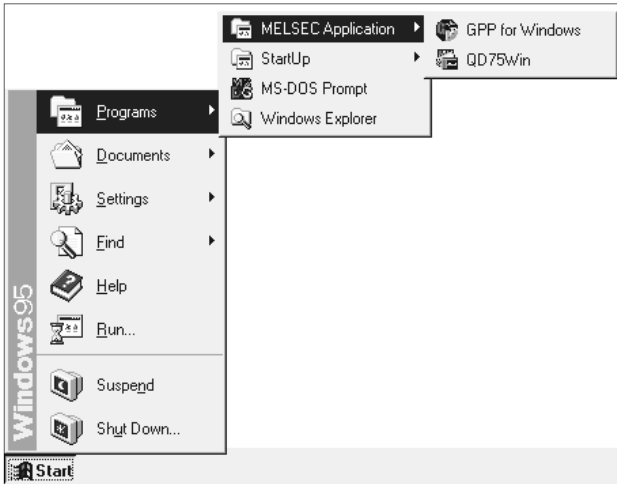 MELSEC Application
GPP for Windows
StartUp
QD75Win
MS-DOS Prompt
Windows Explorer
Programs
Documents
Settings
Find
Help
Run...
Suspend
Shut Down...
Windows95
Start